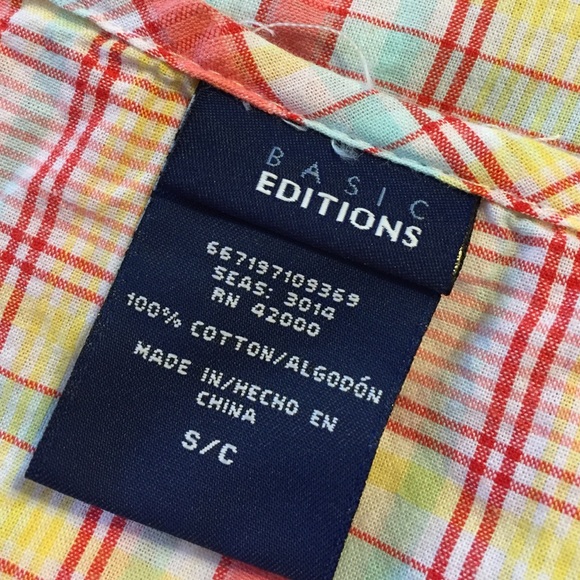 BASIC
EDITIONS
667197109369
SEAS: 3014
RN 42000
100% COTTON/ALGODÓN
MADE IN/HECHO EN
CHINA
S/C